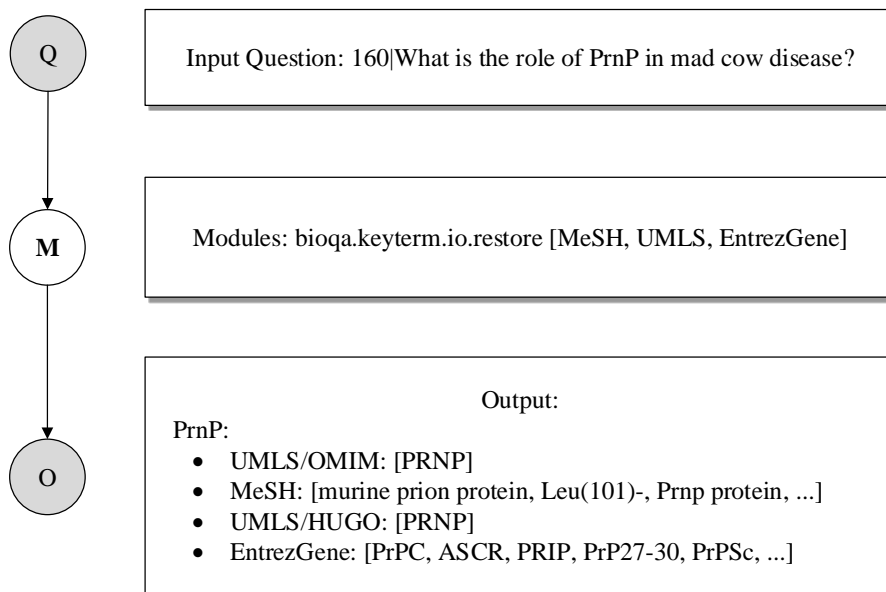 Q
Input Question: 160|What is the role of PrnP in mad cow disease?
M
Modules: bioqa.keyterm.io.restore [MeSH, UMLS, EntrezGene]
O
Output:
PrnP:
• UMLS/OMIM: [PRNP]
• MeSH: [murine prion protein, Leu(101)-, Prnp protein, ...]
• UMLS/HUGO: [PRNP]
• EntrezGene: [PrPC, ASCR, PRIP, PrP27-30, PrPSc, ...]